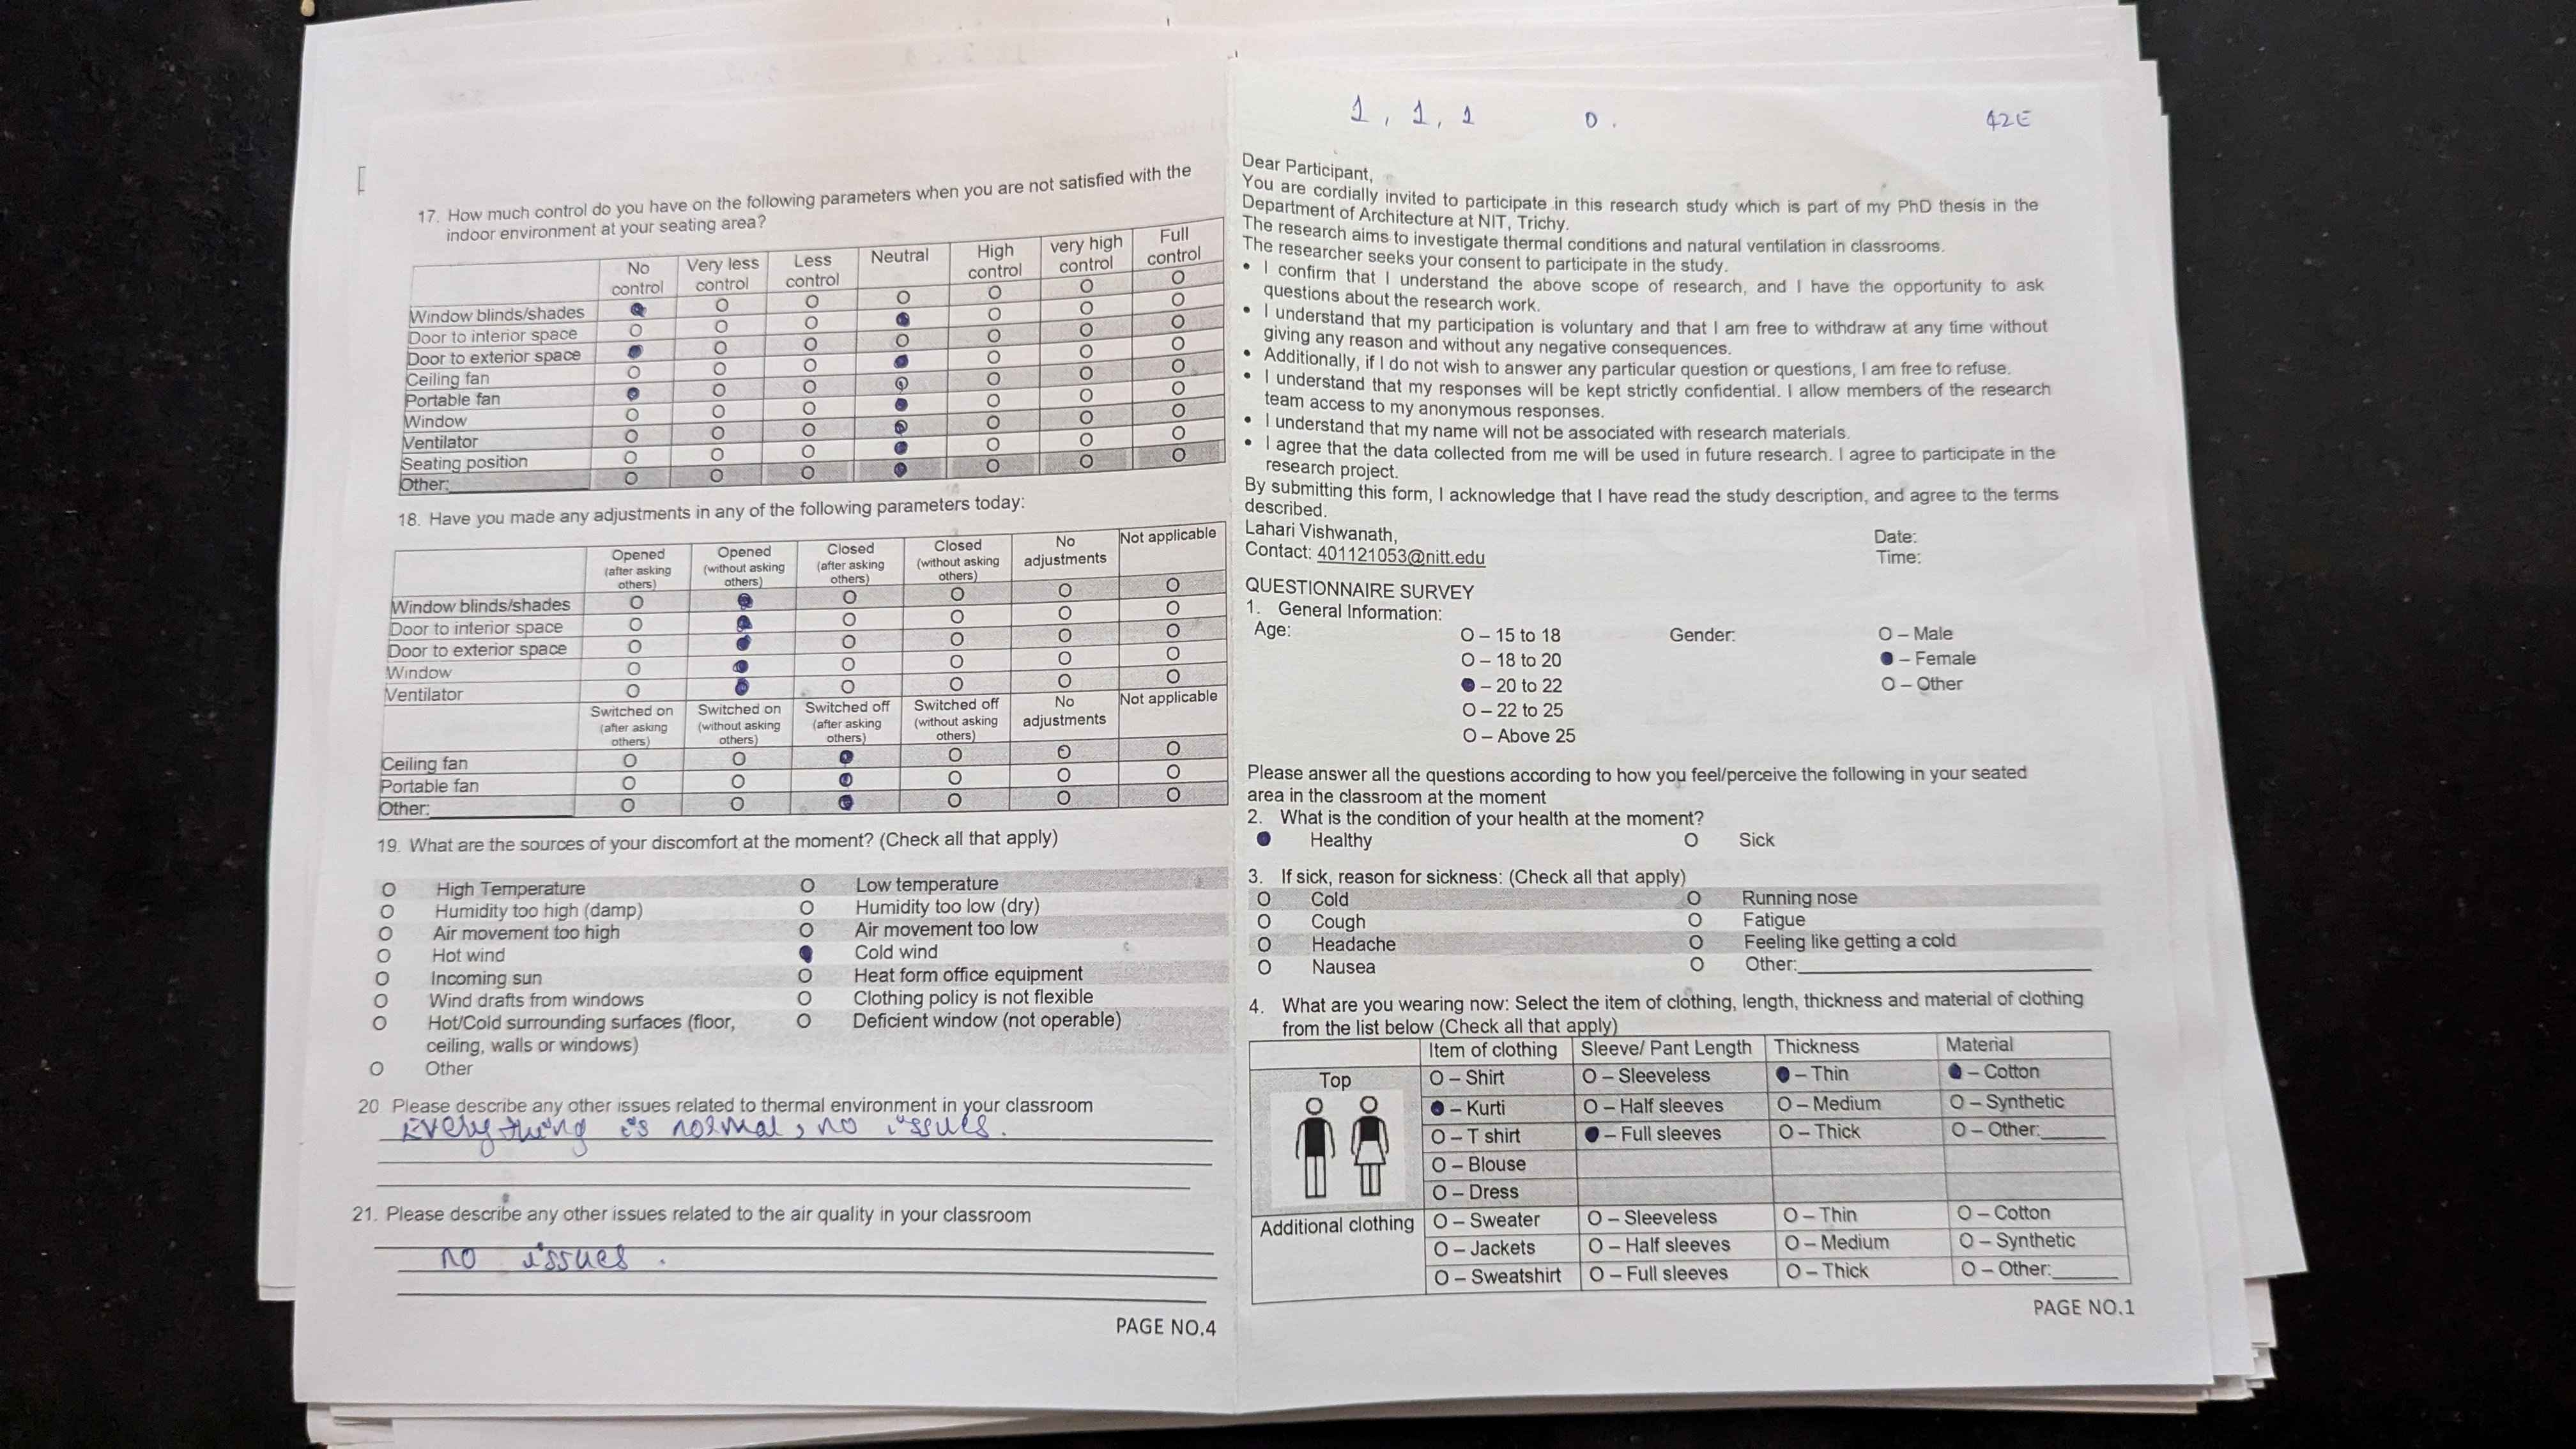 17. How much control do you have on the following parameters when you are not satisfied with the
indoor environment at your seating area?
No control Very less control Less control Neutral High control very high control Full control
Window blinds/shades O O O O O O
Door to interior space O O O O O O
Door to exterior space O O O O O O
Ceiling fan O O O O O O
Portable fan O O O O O
Window O O O O O O
Ventilator O O O O O O
Seating position O O O O O O
Other: O O O O O O
18. Have you made any adjustments in any of the following parameters today:
Opened (after asking others) Opened (without asking others) Closed (after asking others) Closed (without asking others) No adjustments Not applicable
Window blinds/shades O O O O O
Door to interior space O O O O O
Door to exterior space O O O O O
Window O O O O O
Ventilator O O O O O
Switched on (after asking others) Switched on (without asking others) Switched off (after asking others) Switched off (without asking others) No adjustments Not applicable
Ceiling fan O O O O O
Portable fan O O O O O
Other: O O O O O
19. What are the sources of your discomfort at the moment? (Check all that apply)
O High Temperature O Low temperature
O Humidity too high (damp) O Humidity too low (dry)
O Air movement too high O Air movement too low
O Hot wind Cold wind
O Incoming sun O Heat form office equipment
O Wind drafts from windows O Clothing policy is not flexible
O Hot/Cold surrounding surfaces (floor, O Deficient window (not operable)
ceiling, walls or windows)
O Other
20 Please describe any other issues related to thermal environment in your classroom
Everything is normal, no issues.
21. Please describe any other issues related to the air quality in your classroom
no issues.
PAGE NO.4
1, 1, 1 0. 42E
Dear Participant,
You are cordially invited to participate in this research study which is part of my PhD thesis in the
Department of Architecture at NIT, Trichy.
The research aims to investigate thermal conditions and natural ventilation in classrooms.
The researcher seeks your consent to participate in the study.
• I confirm that I understand the above scope of research, and I have the opportunity to ask
questions about the research work.
• I understand that my participation is voluntary and that I am free to withdraw at any time without
giving any reason and without any negative consequences.
• Additionally, if I do not wish to answer any particular question or questions, I am free to refuse.
• I understand that my responses will be kept strictly confidential. I allow members of the research
team access to my anonymous responses.
• I understand that my name will not be associated with research materials.
• I agree that the data collected from me will be used in future research. I agree to participate in the
research project.
By submitting this form, I acknowledge that I have read the study description, and agree to the terms
described.
Lahari Vishwanath, Date:
Contact: 401121053@nitt.edu Time:
QUESTIONNAIRE SURVEY
1. General Information:
Age: O – 15 to 18 Gender: O – Male
O – 18 to 20 – Female
– 20 to 22 O – Other
O – 22 to 25
O – Above 25
Please answer all the questions according to how you feel/perceive the following in your seated
area in the classroom at the moment
2. What is the condition of your health at the moment?
Healthy O Sick
3. If sick, reason for sickness: (Check all that apply)
O Cold O Running nose
O Cough O Fatigue
O Headache O Feeling like getting a cold
O Nausea O Other:
4. What are you wearing now: Select the item of clothing, length, thickness and material of clothing
from the list below (Check all that apply)
Item of clothing Sleeve/ Pant Length Thickness Material
Top O – Shirt O – Sleeveless – Thin – Cotton
– Kurti O – Half sleeves O – Medium O – Synthetic
O – T shirt – Full sleeves O – Thick O – Other:
O – Blouse
O – Dress
Additional clothing O – Sweater O – Sleeveless O – Thin O – Cotton
O – Jackets O – Half sleeves O – Medium O – Synthetic
O – Sweatshirt O – Full sleeves O – Thick O – Other:
PAGE NO.1